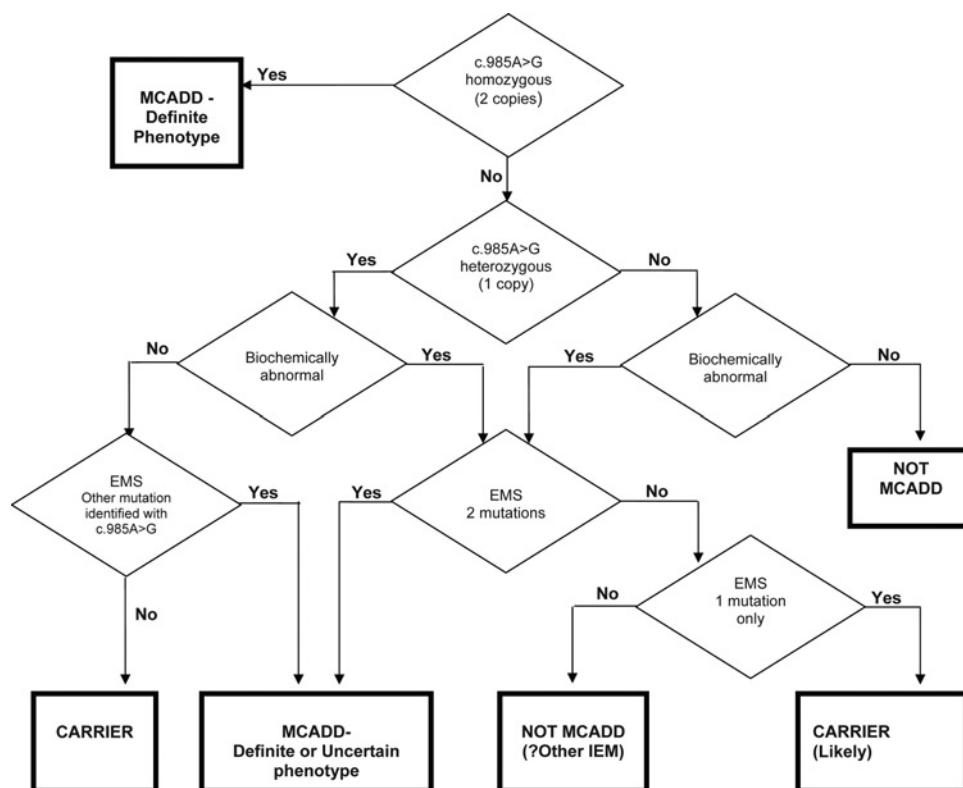 c.985A>G
homozygous
(2 copies)
Yes
MCADD -
Definite
Phenotype
No
c.985A>G
heterozygous
(1 copy)
Yes
No
Biochemically
abnormal
No
Yes
Biochemically
abnormal
Yes
No
EMS
Other mutation
identified with
c.985A>G
Yes
No
EMS
2 mutations
Yes
No
NOT
MCADD
EMS
1 mutation
only
No
Yes
CARRIER
MCADD-
Definite or Uncertain
phenotype
NOT MCADD
(?Other IEM)
CARRIER
(Likely)